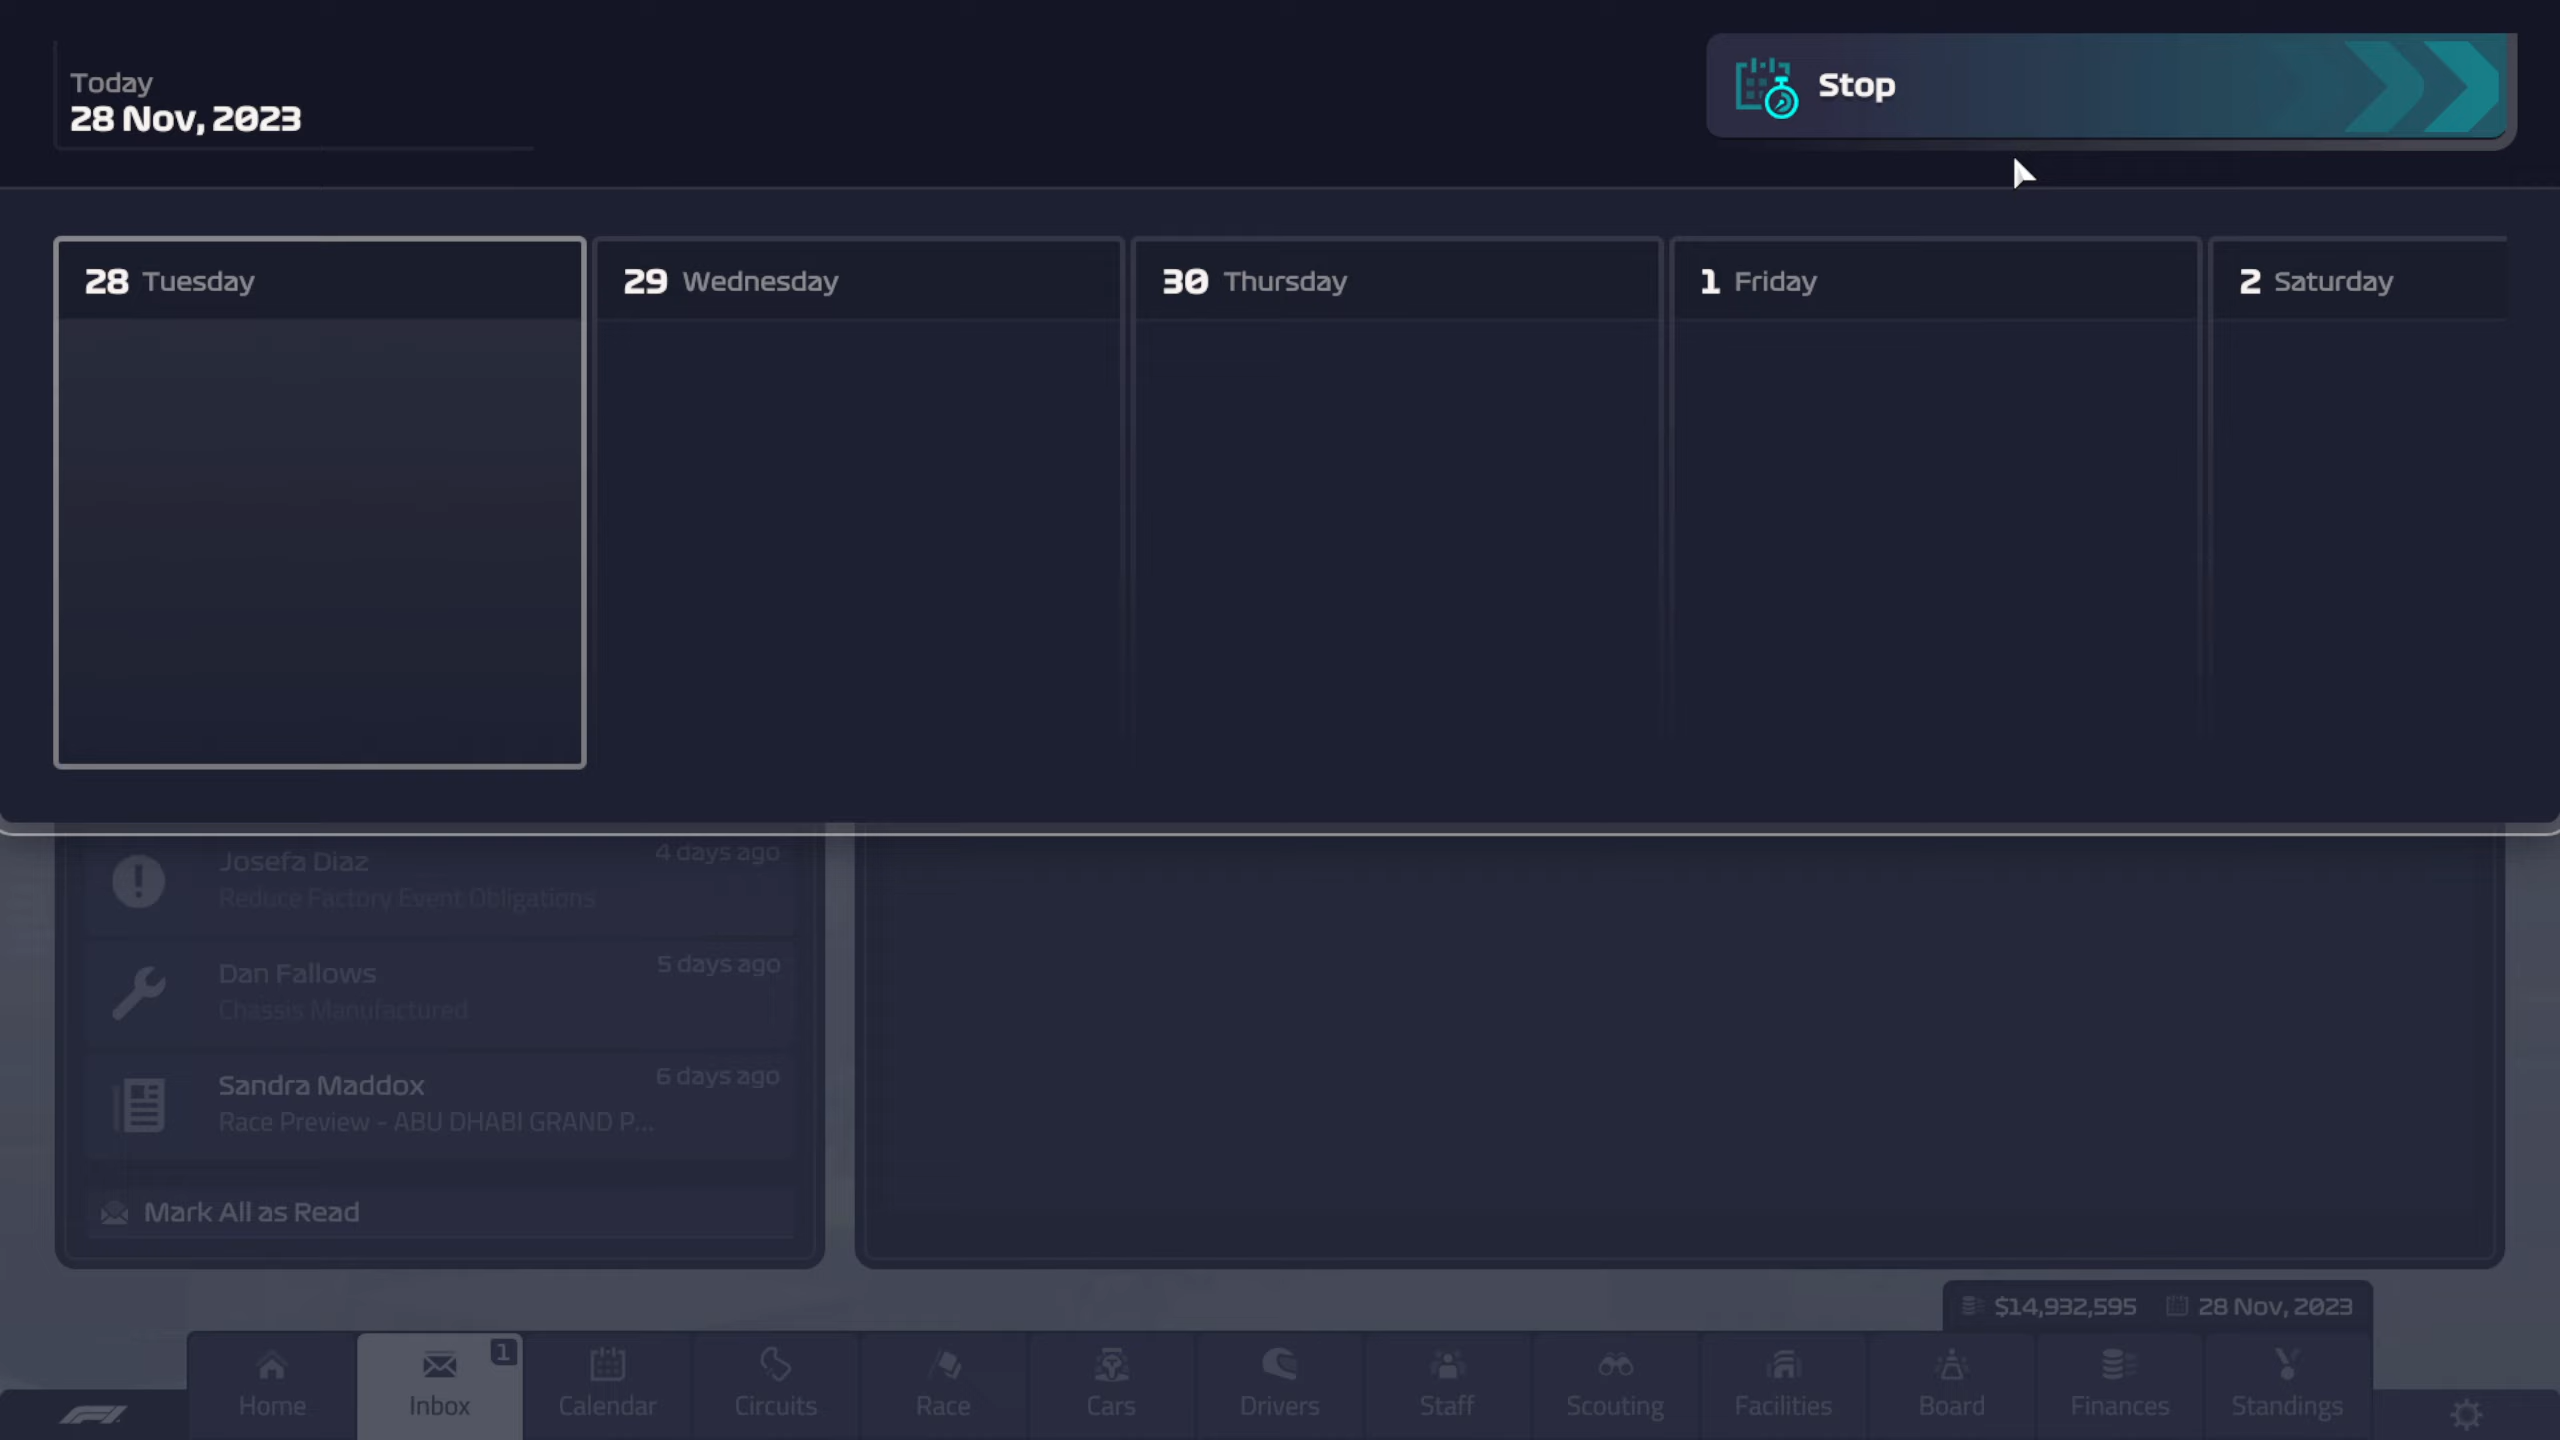 Today
28 Nov, 2023
Stop
28 Tuesday
29 Wednesday
30 Thursday
1 Friday
2 Saturday
Josefa Diaz
4 days ago
Reduce Factory Event Obligations
Dan Fallows
5 days ago
Chassis Manufactured
Sandra Maddox
6 days ago
Race Preview - ABU DHABI GRAND P...
Mark All as Read
$14,932,595
28 Nov, 2023
1
Home
Inbox
Calendar
Circuits
Race
Cars
Drivers
Staff
Scouting
Facilities
Board
Finances
Standings